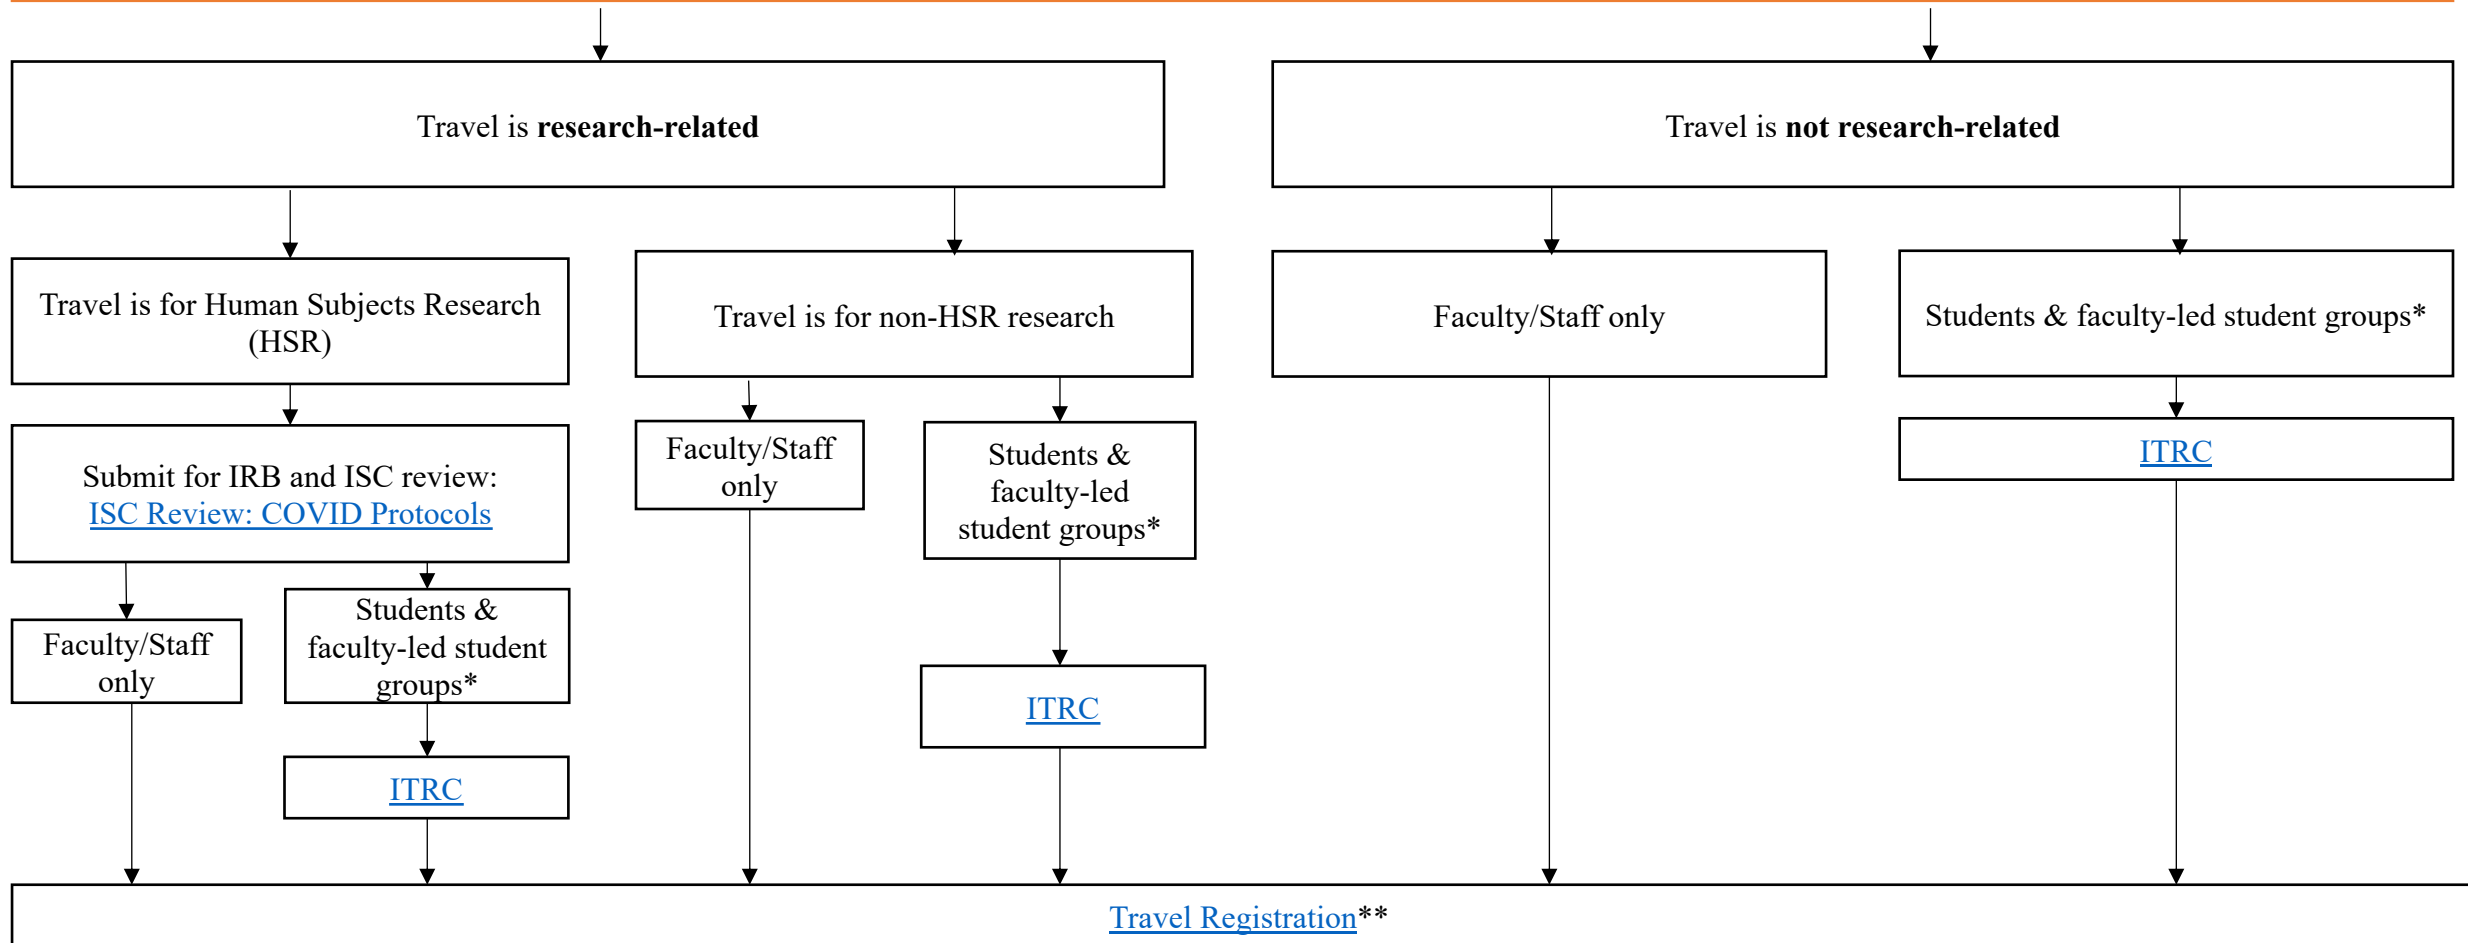 Travel is research-related
Travel is not research-related
Travel is for Human Subjects Research
(HSR)
Travel is for non-HSR research
Faculty/Staff only
Students & faculty-led student groups*
Submit for IRB and ISC review:
ISC Review: COVID Protocols
Faculty/Staff
only
Students &
faculty-led
student groups*
ITRC
Faculty/Staff
only
Students &
faculty-led student
groups*
ITRC
ITRC
Travel Registration**